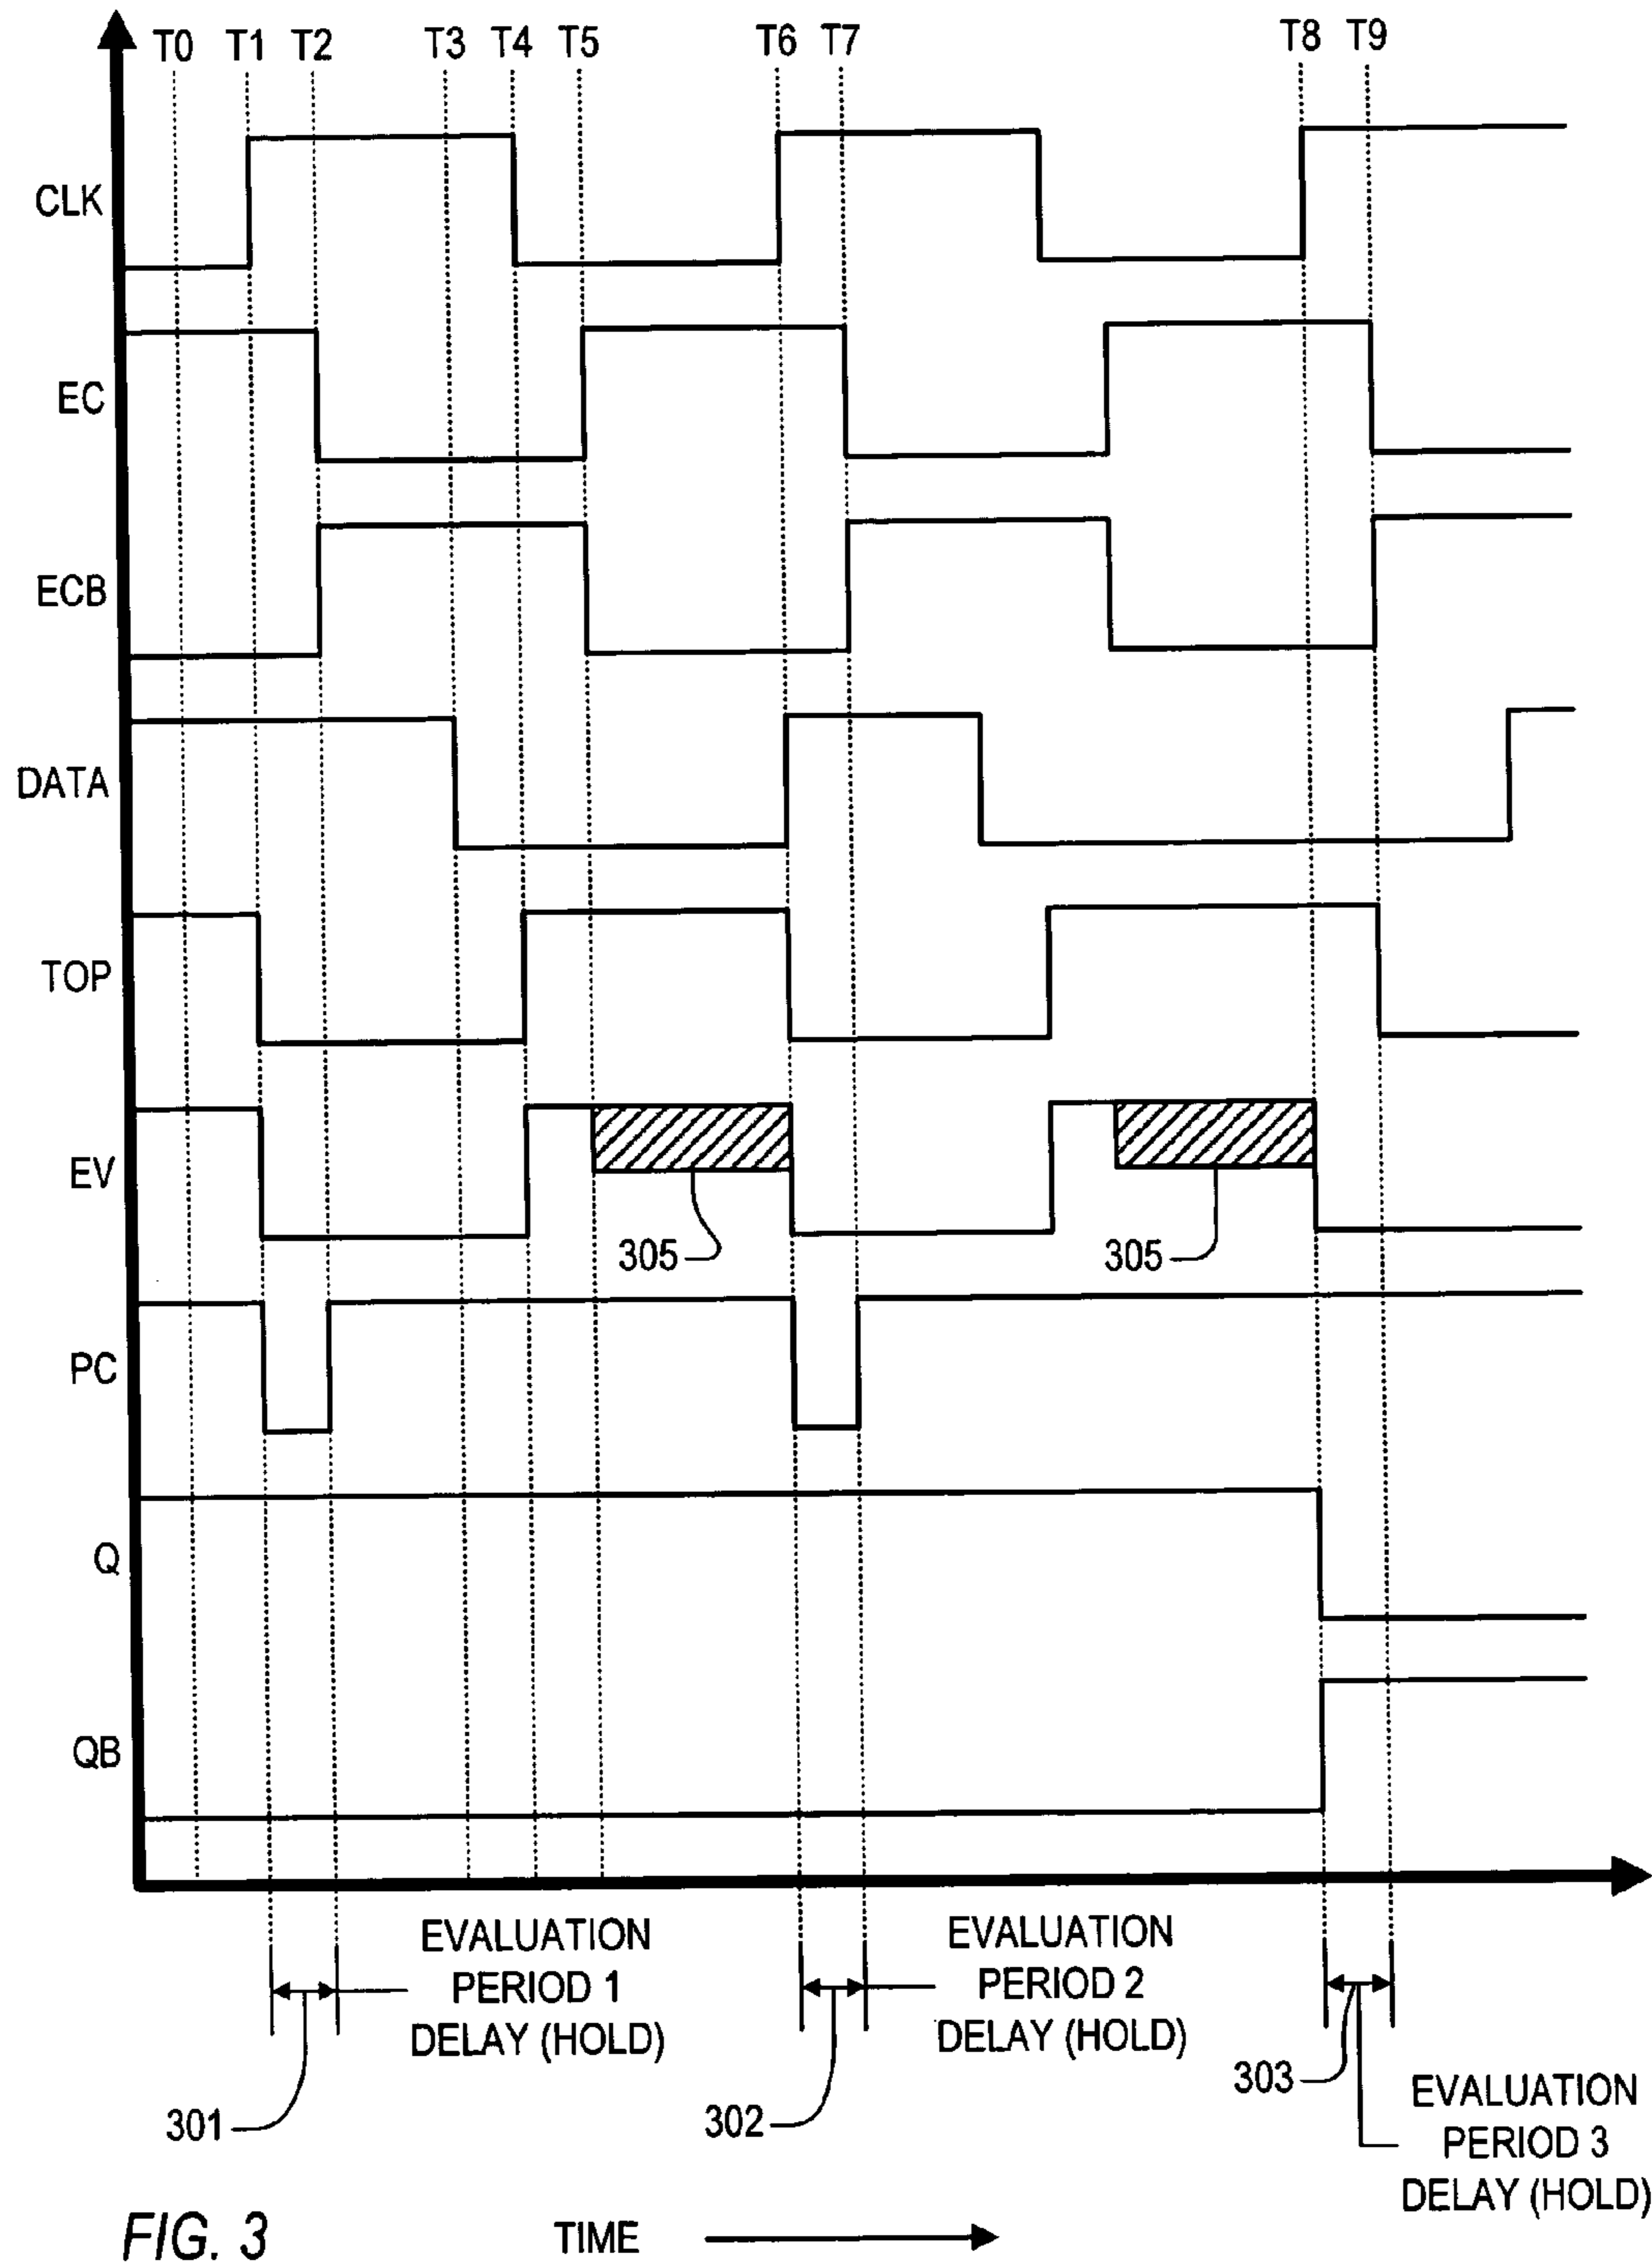 T0 T1 T2 T3 T4 T5 T6 T7 T8 T9
CLK
EC
ECB
DATA
TOP
EV
305
305
PC
Q
QB
EVALUATION
PERIOD 1
DELAY (HOLD)
301
EVALUATION
PERIOD 2
DELAY (HOLD)
302
303
EVALUATION
PERIOD 3
DELAY (HOLD)
FIG. 3
TIME